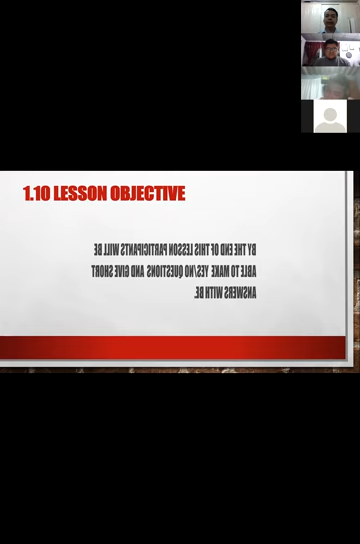 1.10 LESSON OBJECTIVE
BY THE END OF THIS LESSON PARTICIPANTS WILL BE
ABLE TO MAKE YES/NO QUESTIONS AND GIVE SHORT
ANSWERS WITH BE.